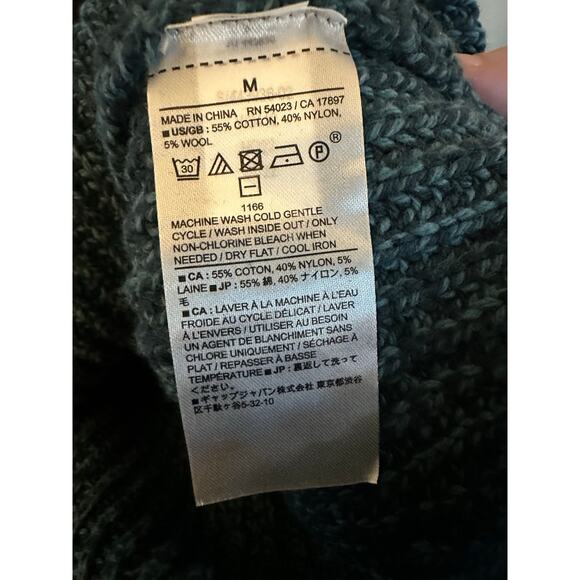 M
MADE IN CHINA RN 54023 / CA 17897
■ US/GB : 55% COTTON, 40% NYLON,
5% WOOL
30 P ®
1166
MACHINE WASH COLD GENTLE
CYCLE / WASH INSIDE OUT / ONLY
NON-CHLORINE BLEACH WHEN
NEEDED / DRY FLAT / COOL IRON
■ CA : 55% COTON, 40% NYLON, 5%
LAINE ■ JP : 55% 綿, 40% ナイロン, 5%
毛
■ CA : LAVER À LA MACHINE À L'EAU
FROIDE AU CYCLE DÉLICAT / LAVER
À L'ENVERS / UTILISER AU BESOIN
UN AGENT DE BLANCHIMENT SANS
CHLORE UNIQUEMENT / SÉCHAGE À
PLAT / REPASSER À BASSE
TEMPÉRATURE ■ JP : 裏返して洗って
ください。
■ ギャップジャパン株式会社 東京都渋谷
区千駄ヶ谷5-32-10